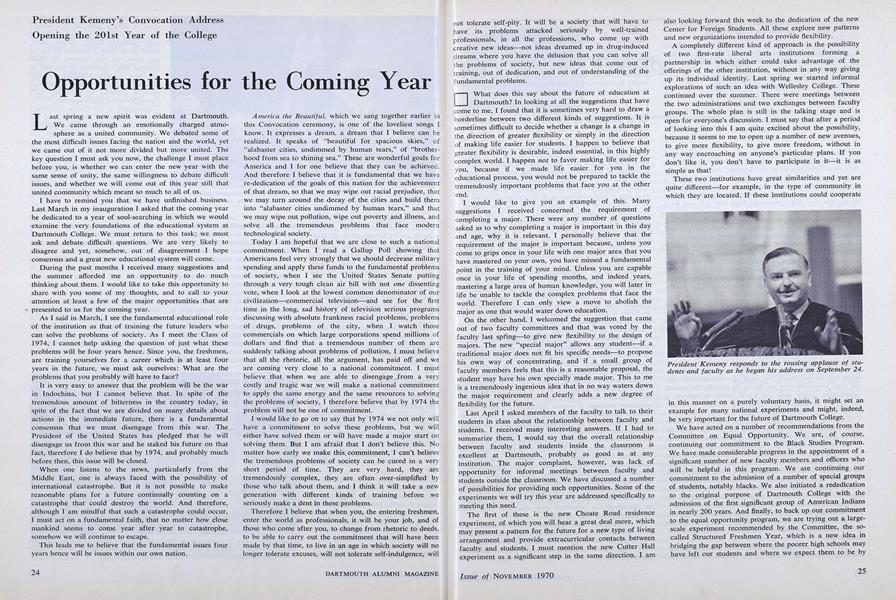 President Kemeny's Convocation Address
Opening the 201st Year of the College
Opportunities for the Coming Year
Last spring a new spirit was evident at Dartmouth.
We came through an emotionally charged atmo-
sphere as a united community. We debated some of
the most difficult issues facing the nation and the world, yet
we came out of it not more divided but more united. The
key question I must ask you now, the challenge I must place
before you, is whether we can enter the new year with the
same sense of unity, the same willingness to debate difficult
issues, and whether we will come out of this year still that
united community which meant so much to all of us.
I have to remind you that we have unfinished business.
Last March in my inauguration I asked that the coming year
be dedicated to a year of soul-searching in which we would
examine the very foundations of the educational system at
Dartmouth College. We must return to this task; we must
ask and debate difficult questions. We are very likely to
disagree and yet, somehow, out of disagreement I hope
consensus and a great new educational system will come.
During the past months I received many suggestions and
the summer afforded me an opportunity to do much
thinking about them. I would like to take this opportunity to
share with you some of my thoughts, and to call to your
attention at least a few of the major opportunities that are
presented to us for the coming year.
As I said in March, I see the fundamental educational role
of the institution as that of training the future leaders who
can solve the problems of society. As I meet the Class of
1974, I cannot help asking the question of just what these
problems will be four years hence. Since you, the freshmen,
are training yourselves for a career which is at least four
years in the future, we must ask ourselves: What are the
problems that you probably will have to face?
It is very easy to answer that the problem will be the war
in Indochina, but I cannot believe that. In spite of the
tremendous amount of bitterness in the country today, in
spite of the fact that we are divided on many details about
actions in the immediate future, there is a fundamental
consensus that we must disengage from this war. The
President of the United States has pledged that he will
disengage us from this war and he staked his future on that
fact, therefore I do believe that by 1974, and probably much
before then, this issue will be closed.
When one listens to the news, particularly from the
Middle East, one is always faced with the possibility of
international catastrophe. But it is not possible to make
reasonable plans for a future continually counting on a
catastrophe that could destroy the world. And therefore,
although I am mindful that such a catastrophe could occur,
I must act on a fundamental faith, that no matter how close
mankind seems to come year after year to catastrophe,
somehow we will continue to escape.
This leads me to believe that the fundamental issues four
years hence will be issues within our own nation.
America the Beautiful, which we sang together earlier in
this Convocation ceremony, is one of the loveliest songs I
know. It expresses a dream, a dream that I believe can be
realized. It speaks of "beautiful for spacious skies," of
"alabaster cities, undimmed by human tears," of "brother-
hood from sea to shining sea." These are wonderful goals for
America and I for one believe that they can be achieved.
And therefore I believe that it is fundamental that we have
re-dedication of the goals of this nation for the achievement
of that dream, so that we may wipe out racial prejudice, that
we may turn around the decay of the cities and build them
into "alabaster cities undimmed by human tears," and that
we may wipe out pollution, wipe out poverty and illness, and
solve all the tremendous problems that face modern
technological society.
Today I am hopeful that we are close to such a national
commitment. When I read a Gallup Poll showing that
Americans feel very strongly that we should decrease military
spending and apply these funds to the fundamental problems
of society, when I see the United States Senate putting
through a very tough clean air bill with not one dissenting
vote, when I look at the lowest common denominator of our
civilization—commercial television—and see for the first
time in the long, sad history of television serious programs
discussing with absolute frankness racial problems, problems
of drugs, problems of the city, when I watch those
commercials on which large corporations spend millions of
dollars and find that a tremendous number of them are
suddenly talking about problems of pollution, I must believe
that all the rhetoric, all the argument, has paid off and we
are coming very close to a national commitment. I must
believe that when we are able to disengage from a very
costly and tragic war we will make a national commitment
to apply the same energy and the same resources to solving
the problems of society, I therefore believe that by 1974 the
problem will not be one of commitment.
I would like to go on to say that by 1974 we not only will
have a commitment to solve these problems, but we will
either have solved them or will have made a major start on
solving them. But I am afraid that I don't believe this. No
matter how early we make this commitment, I can't believe
the tremendous problems of society can be cured in a very
short period of time. They are very hard, they are
tremendously complex, they are often over-simplified by
those who talk about them, and I think it will take a new
generation with different kinds of training before we
seriously make a dent in these problems.
Therefore I believe that when you, the entering freshmen,
enter the world as professionals, it will be your job, and of
those who come after you, to change from rhetoric to deeds,
to be able to carry out the commitment that will have been
made by that time, to live in an age in which society will no
longer tolerate excuses, will not tolerate self-indulgence, will
24
DARTMOUTH ALUMNI MAGAZINE
not tolerate self-pity. It will be a society that will have to
have its problems attacked seriously by well-trained
professionals, in all the professions, who come up with
creative new ideas—not ideas dreamed up in drug-induced
dreams where you have the delusion that you can solve all
the problems of society, but new ideas that come out of
training, out of dedication, and out of understanding of the
fundamental problems.
What does this say about the future of education at
Dartmouth? In looking at all the suggestions that have
come to me, I found that it is sometimes very hard to draw a
borderline between two different kinds of suggestions. It is
sometimes difficult to decide whether a change is a change in
the direction of greater flexibility or simply in the direction
of making life easier for students. I happen to believe that
greater flexibility is desirable, indeed essential, in this highly
complex world. I happen not to favor making life easier for
you, because if we made life easier for you in the
educational process, you would not be prepared to tackle the
tremendously important problems that face you at the other
end.
I would like to give you an example of this. Many
suggestions I received concerned the requirement of
completing a major. There were any number of questions
asked as to why completing a major is important in this day
and age, why it is relevant. I personally believe that the
requirement of the major is important because, unless you
come to grips once in your life with one major area that you
have mastered on your own, you have missed a fundamental
point in the training of your mind. Unless you are capable
once in your life of spending months, and indeed years,
mastering a large area of human knowledge, you will later in
life be unable to tackle the complex problems that face the
world. Therefore I can only view a move to abolish the
major as one that would water down education.
On the other hand, I welcomed the suggestion that came
out of two faculty committees and that was voted by the
faculty last spring—to give new flexibility to the design of
majors. The new "special major" allows any student—if a
traditional major does not fit his specific needs—to propose
his own way of concentrating, and if a small group of
faculty members feels that this is a reasonable proposal, the
student may have his own specially made major. This to me
is a tremendously ingenious idea that in no way waters down
the major requirement and clearly adds a new degree of
flexibility for the future.
Last April I asked members of the faculty to talk to their
students in class about the relationship between faculty and
students. I received many interesting answers. If I had to
summarize them, I would say that the overall relationship
between faculty and students inside the classroom is
excellent at Dartmouth, probably as good as at any
institution. The major complaint, however, was lack of
opportunity for informal meetings between faculty and
students outside the classroom. We have discussed a number
of possibilities for providing such opportunities. Some of the
experiments we will try this year are addressed specifically to
meeting this need.
The first of these is the new Choate Road residence
experiment, of which you will hear a great deal more, which
may present a pattern for the future for a new type of living
arrangement and provide extracurricular contacts between
faculty and students. I must mention the new Cutter Hall
experiment as a significant step in the same direction. I am
also looking forward this week to the dedication of the new
Center for Foreign Students. All these explore new patterns
and new organizations intended to provide flexibility.
A completely different kind of approach is the possibility
of two first-rate liberal arts institutions forming a
partnership in which either could take advantage of the
offerings of the other institution, without in any way giving
up its individual identity. Last spring we started informal
explorations of such an idea with Wellesley College. These
continued over the summer. There were meetings between
the two administrations and two exchanges between faculty
groups. The whole plan is still in the talking stage and is
open for everyone's discussion. I must say that after a period
of looking into this I am quite excited about the possibility,
because it seems to me to open up a number of new avenues,
to give more flexibility, to give more freedom, without in
any way encroaching on anyone's particular plans. If you
don't like it, you don't have to participate in it—it is as
simple as that!
These two institutions have great similarities and yet are
quite different—for example, in the type of community in
which they are located. If these institutions could cooperate
President Kemeny responds to the rousing applause of stu-
dents and faculty as he began his address on September 24.
in this manner on a purely voluntary basis, it might set an
example for many national experiments and might, indeed,
be very important for the future of Dartmouth College.
We have acted on a number of recommendations from the
Committee on Equal Opportunity. We are, of course,
continuing our commitment to the Black Studies Program.
We have made considerable progress in the appointment of a
significant number of new faculty members and officers who
will be helpful in this program. We are continuing our
commitment to the admission of a number of special groups
of students, notably blacks. We also initiated a rededication
to the original purpose of Dartmouth College with the
admission of the first significant group of American Indians
in nearly 200 years. And finally, to back up our commitment
to the equal opportunity program, we are trying out a large-
scale experiment recommended by the Committee, the so-
called Structured Freshmen Year, which is a new idea in
bridging the gap between where the poorer high schools may
have left our students and where we expect them to be by
Issue of NOVEMBER 1970
25